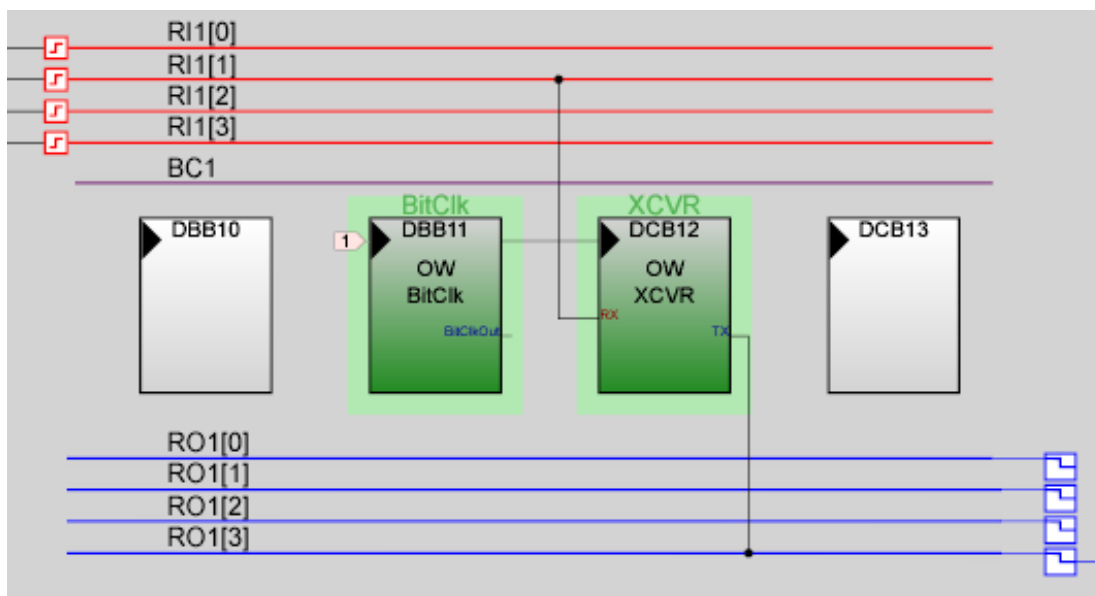 RI1[0]
RI1[1]
RI1[2]
RI1[3]
BC1
BitClk
XCVR
DBB10
DBB11
DCB12
DCB13
1
OW
BitClk
OW
XCVR
RX
BitClkOut
TX
RO1[0]
RO1[1]
RO1[2]
RO1[3]